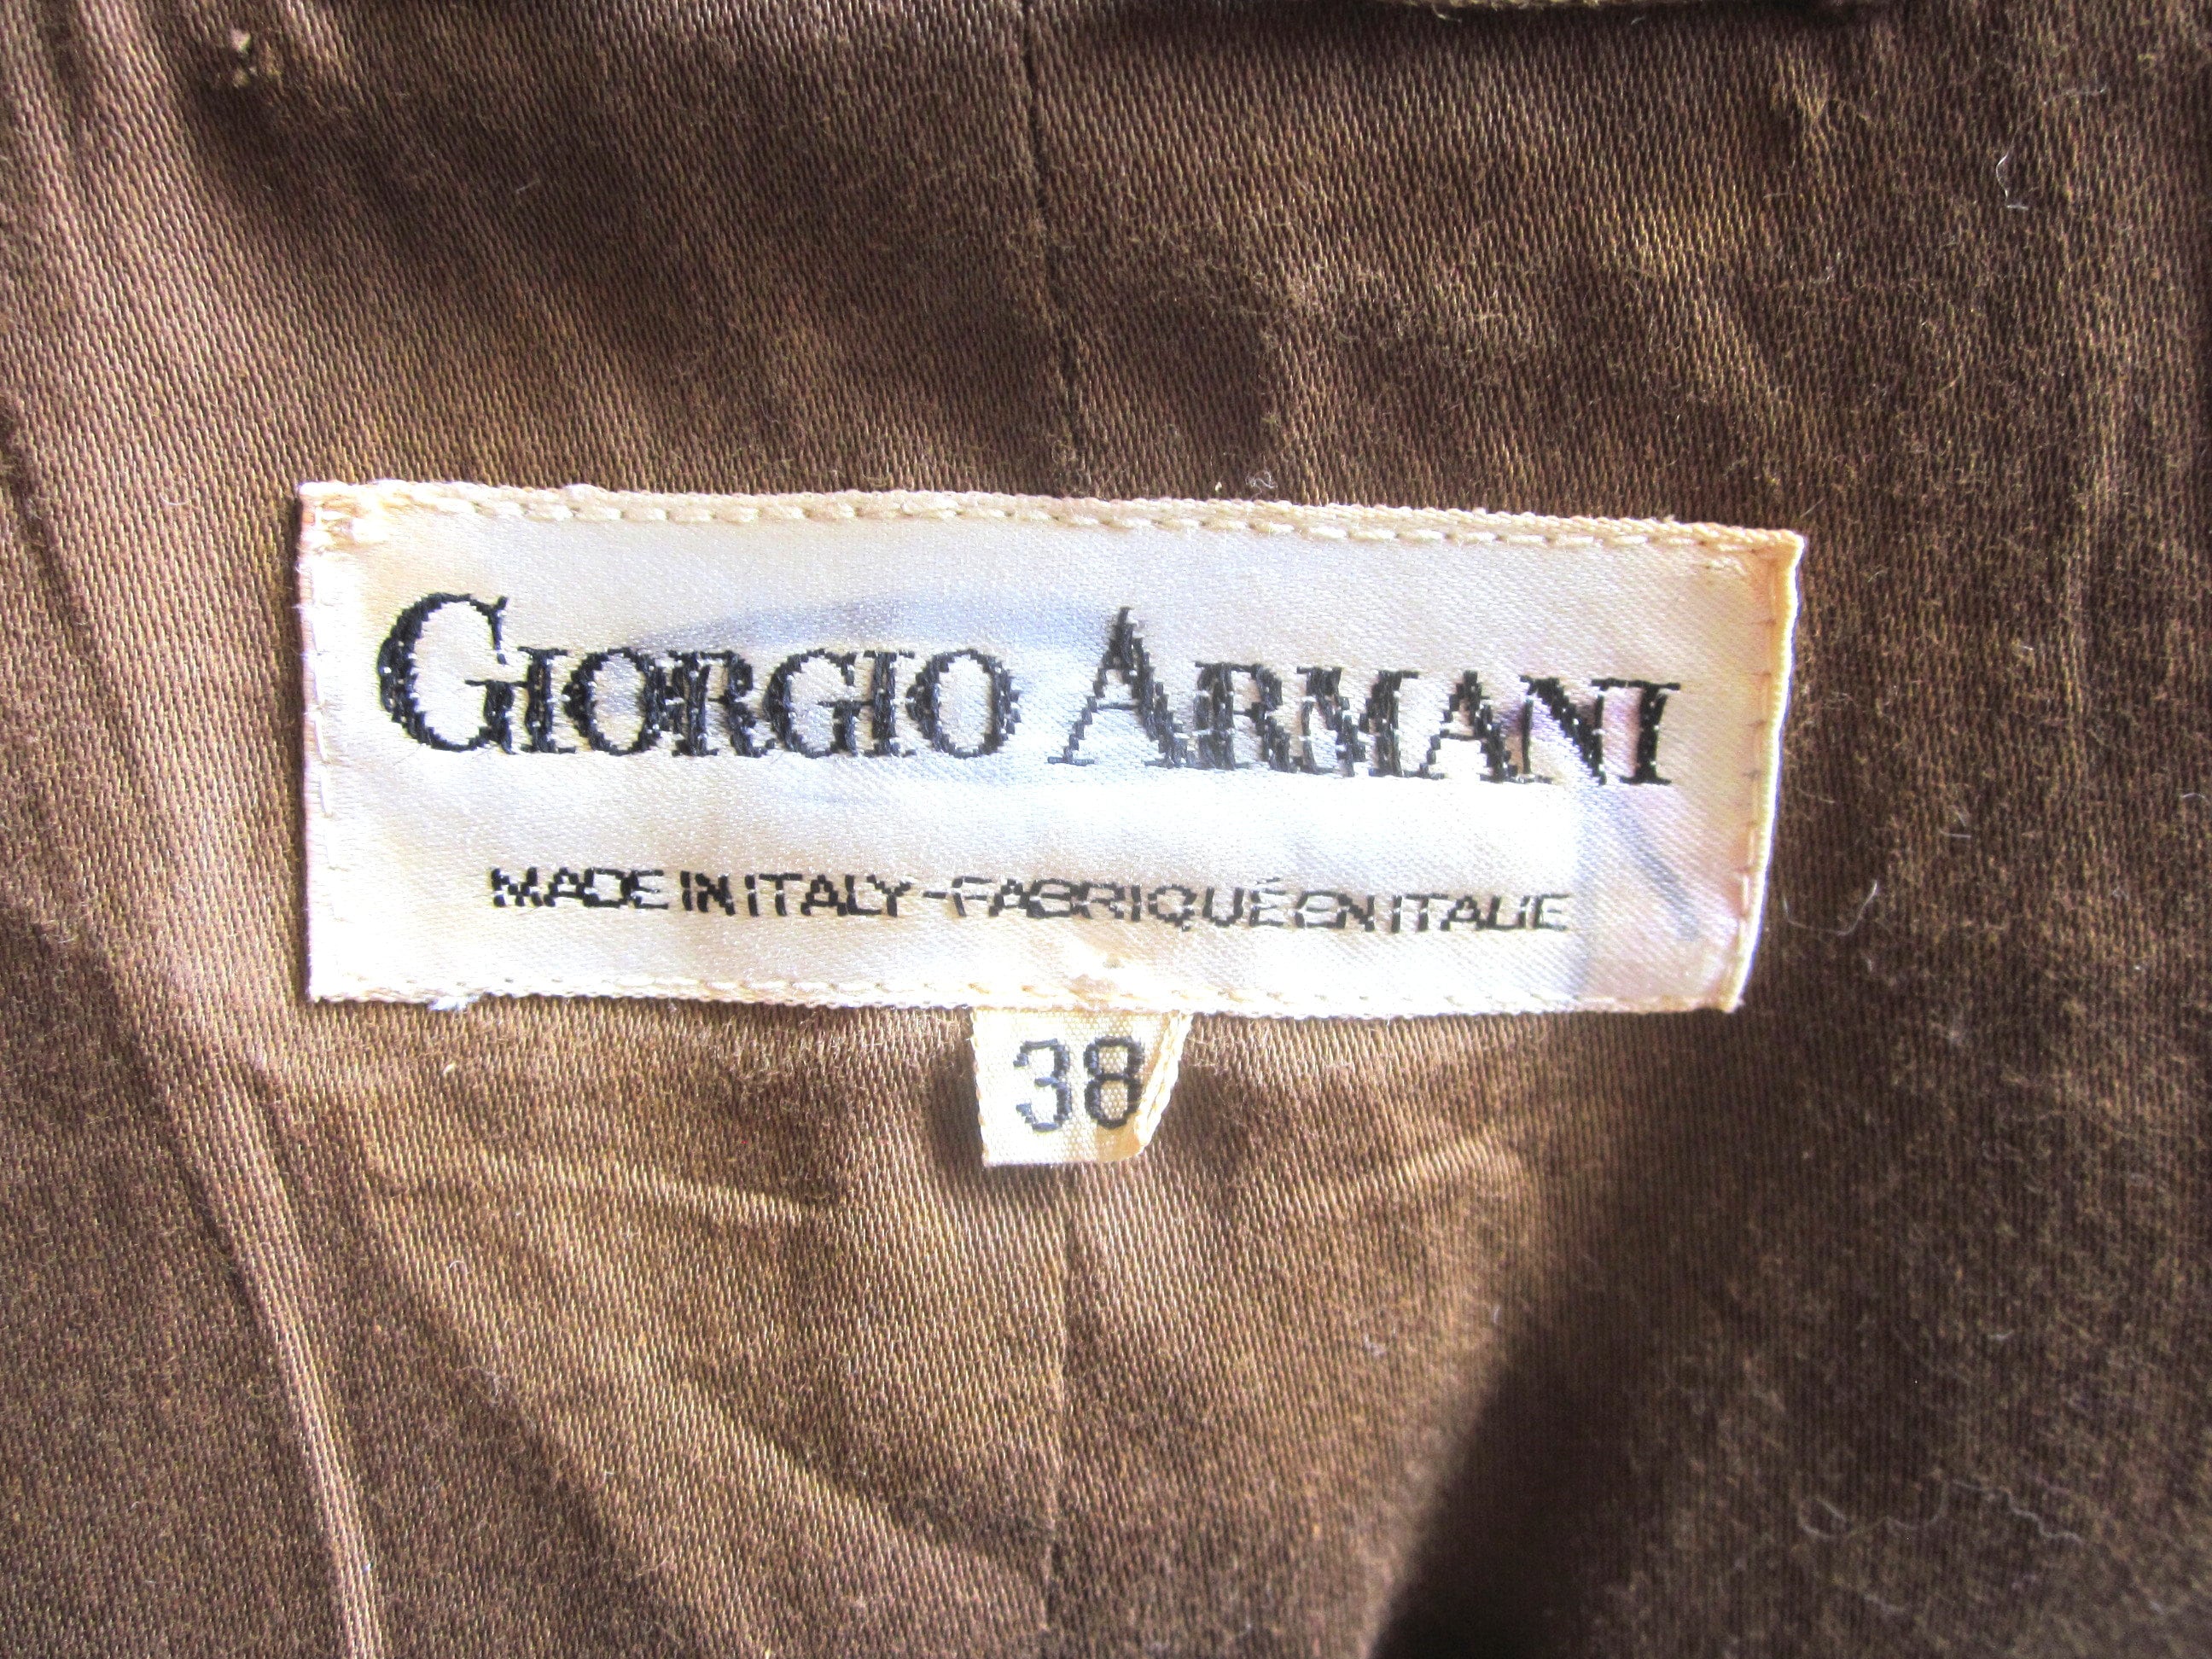 GIORGIO ARMANI
MADE IN ITALY - FABRIQUÉ EN ITALIE
38